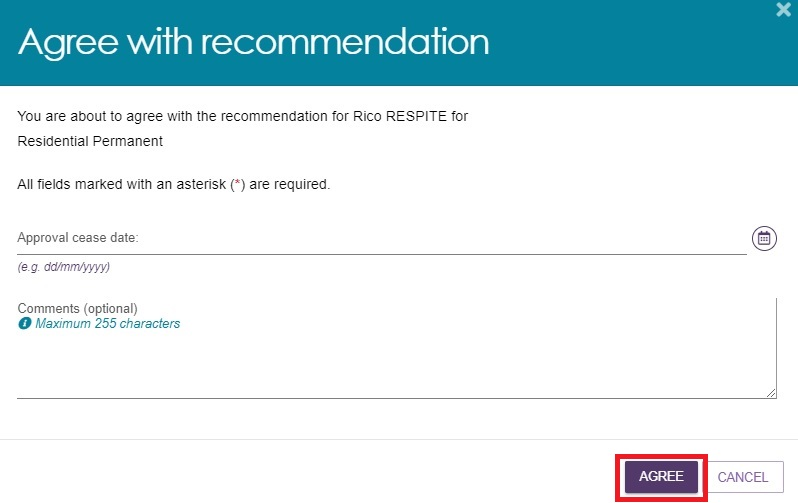 Agree with recommendation
You are about to agree with the recommendation for Rico RESPITE for
Residential Permanent
All fields marked with an asterisk (*) are required.
Approval cease date:
(e.g. dd/mm/yyyy)
Comments (optional)
Maximum 255 characters
AGREE CANCEL